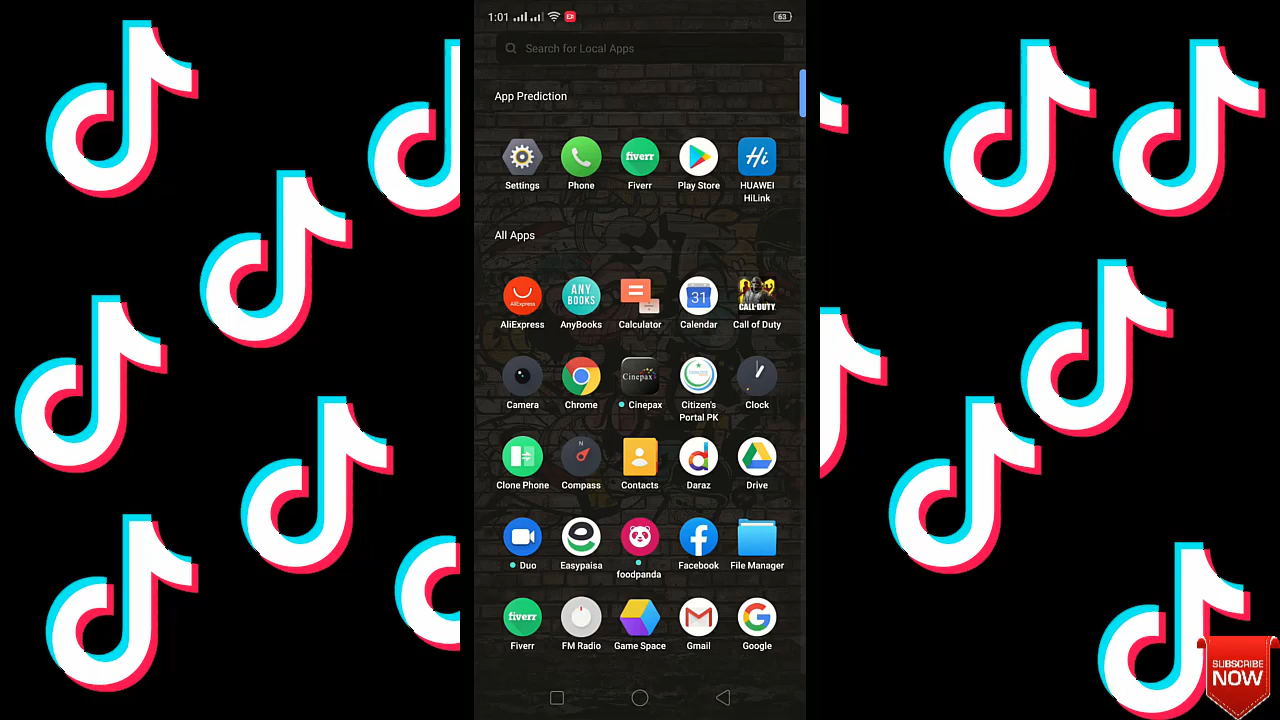 1:01
63
Search for Local Apps
App Prediction
fiverr
Hi
Settings
Phone
Fiverr
Play Store
HUAWEI
HiLink
All Apps
AliExpress
ANY
BOOKS
31
CALL OF DUTY
AliExpress
AnyBooks
Calculator
Calendar
Call of Duty
Cinepax
Camera
Chrome
Cinepax
Citizen's
Portal PK
Clock
N
Clone Phone
Compass
Contacts
Daraz
Drive
Duo
Easypaisa
foodpanda
Facebook
File Manager
fiverr
Fiverr
FM Radio
Game Space
Gmail
Google
SUBSCRIBE
NOW